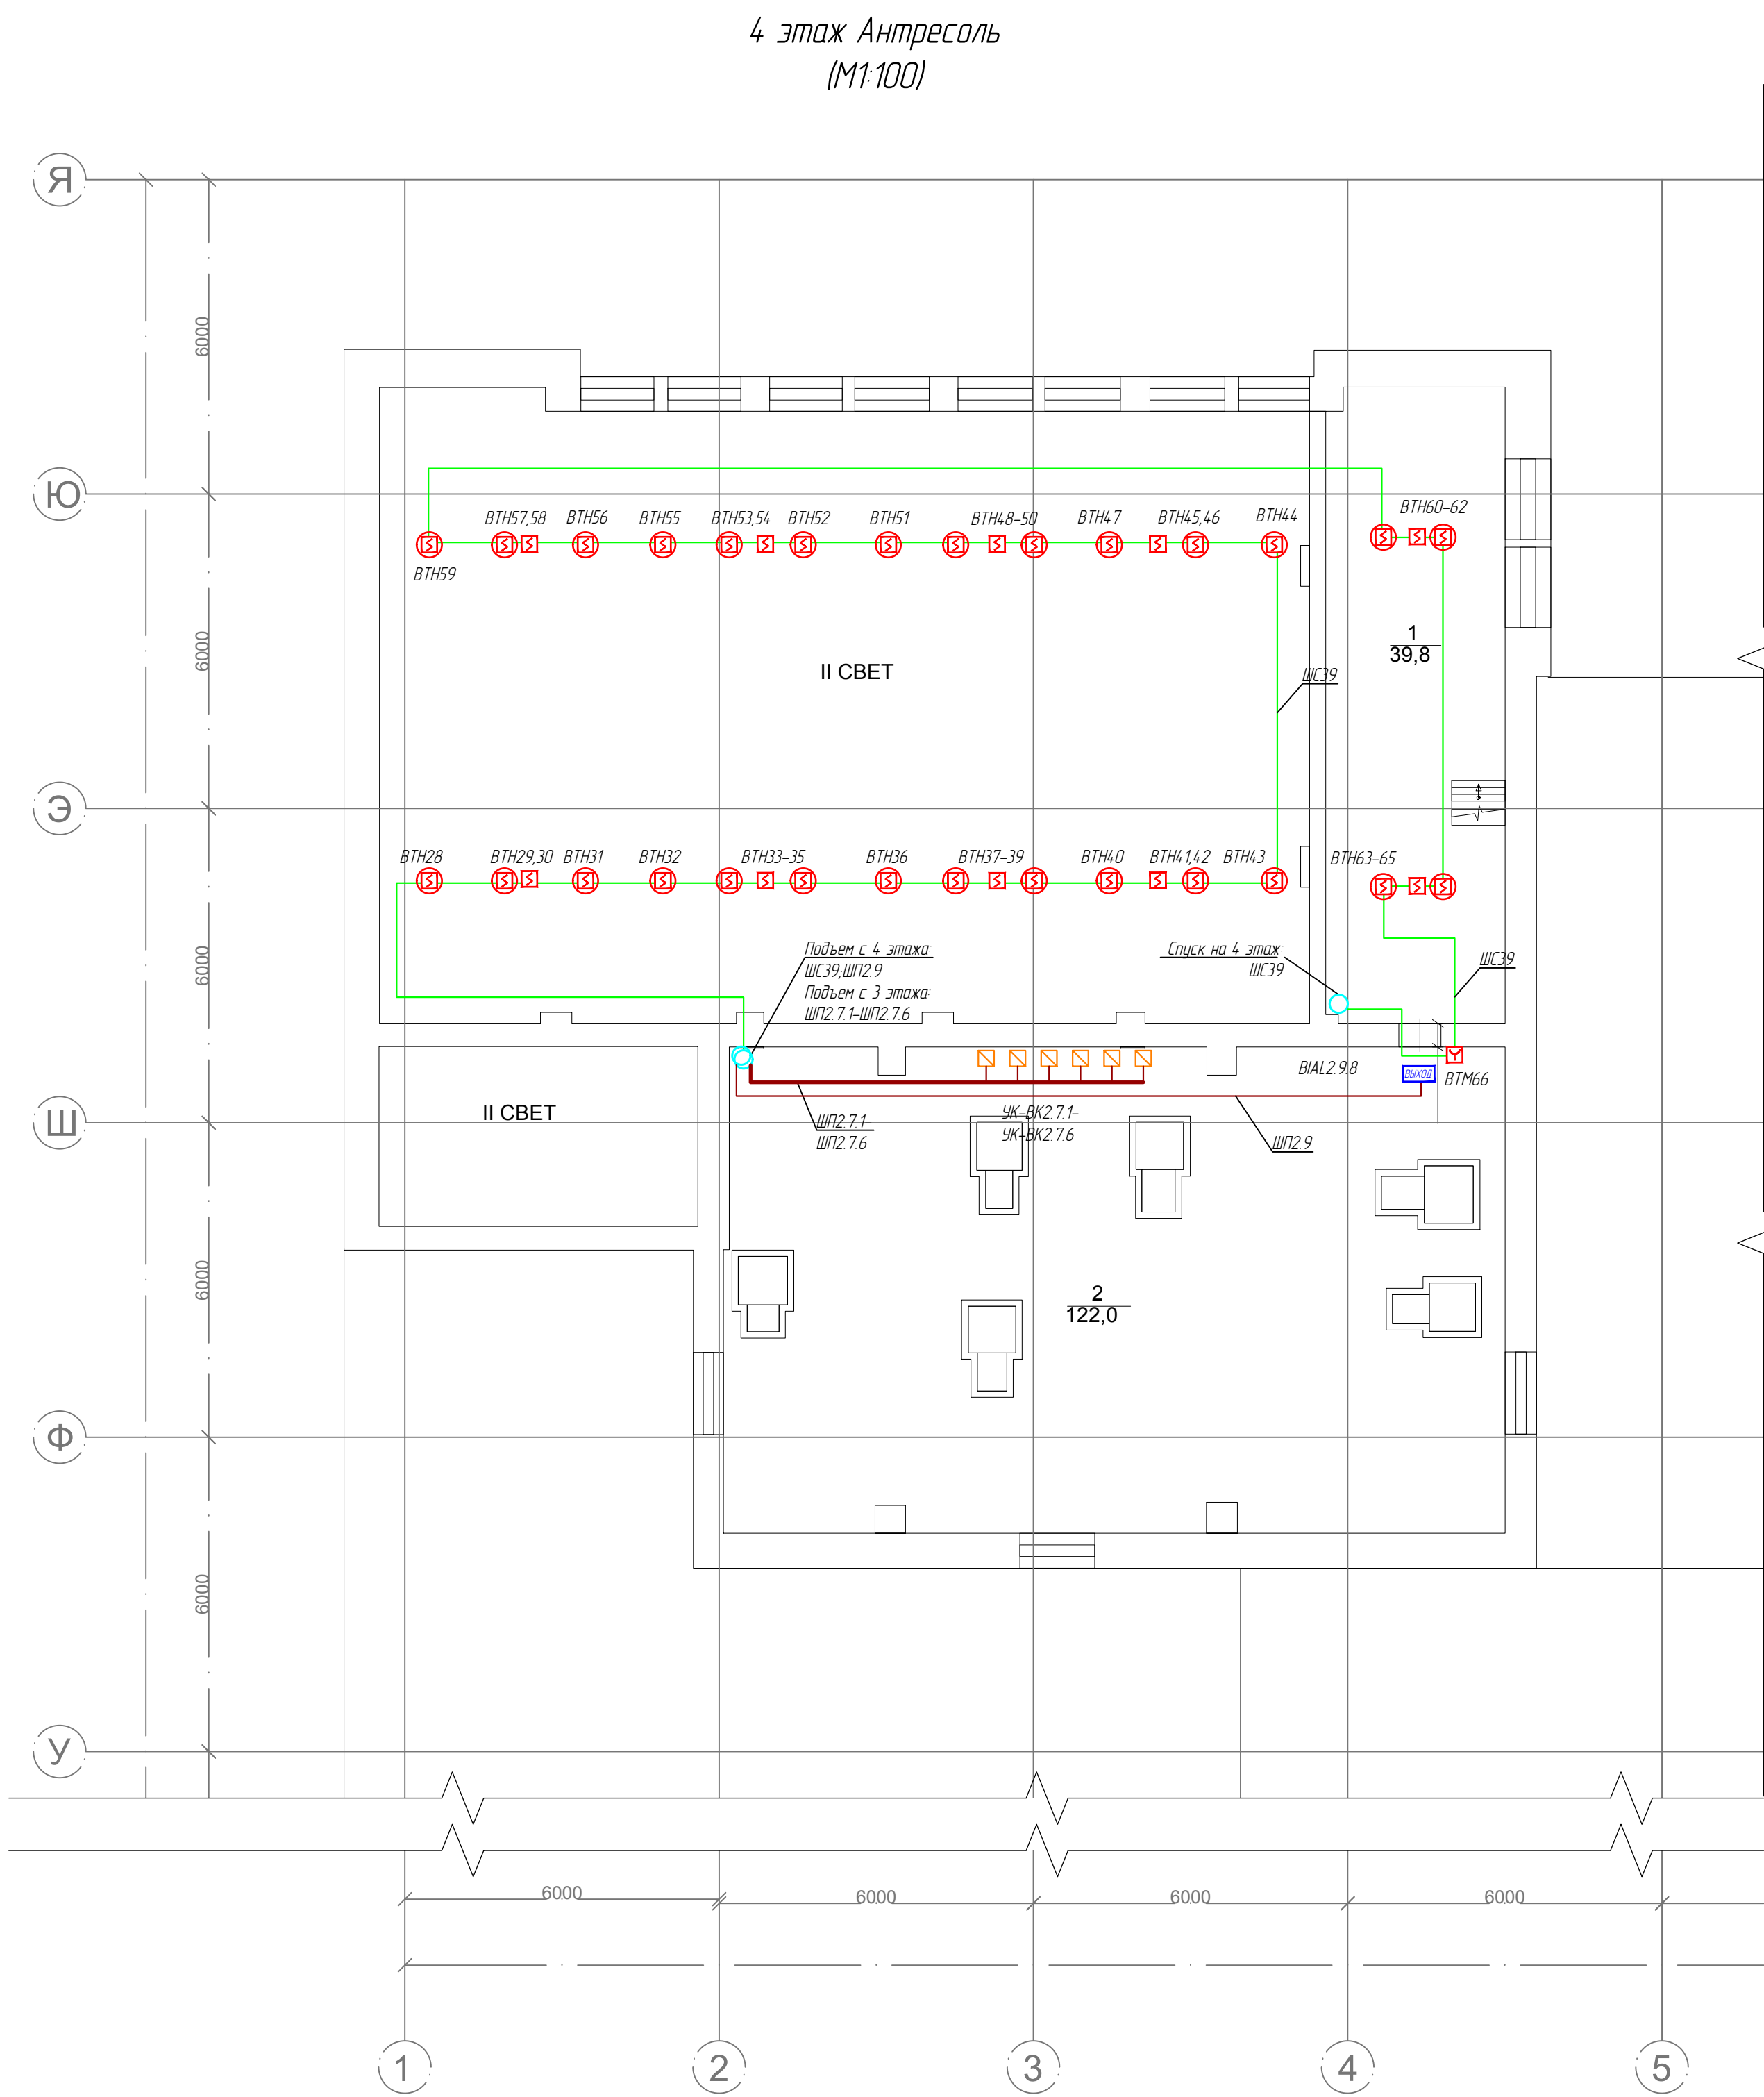 4 этаж Антресоль
(М1:100)
Я
6000
Ю
ВТН57,58
ВТН56
ВТН55
ВТН53,54
ВТН52
ВТН51
ВТН48-50
ВТН47
ВТН45,46
ВТН44
ВТН60-62
ВТН59
1
39,8
6000
II СВЕТ
ШС39
Э
ВТН28
ВТН29,30
ВТН31
ВТН32
ВТН33-35
ВТН36
ВТН37-39
ВТН40
ВТН41,42
ВТН43
ВТН63-65
6000
Подъем с 4 этажа:
ШС39;ШП2.9
Подъем с 3 этажа:
ШП2.7.1-ШП2.7.6
Спуск на 4 этаж:
ШС39
ШС39
BIAL2.9.8
ВЫХОД
ВТМ66
Ш
II СВЕТ
ШП2.7.1-
ШП2.7.6
УК-ВК2.7.1-
УК-ВК2.7.6
ШП2.9
6000
2
122,0
Ф
6000
У
6000
6000
6000
6000
1
2
3
4
5